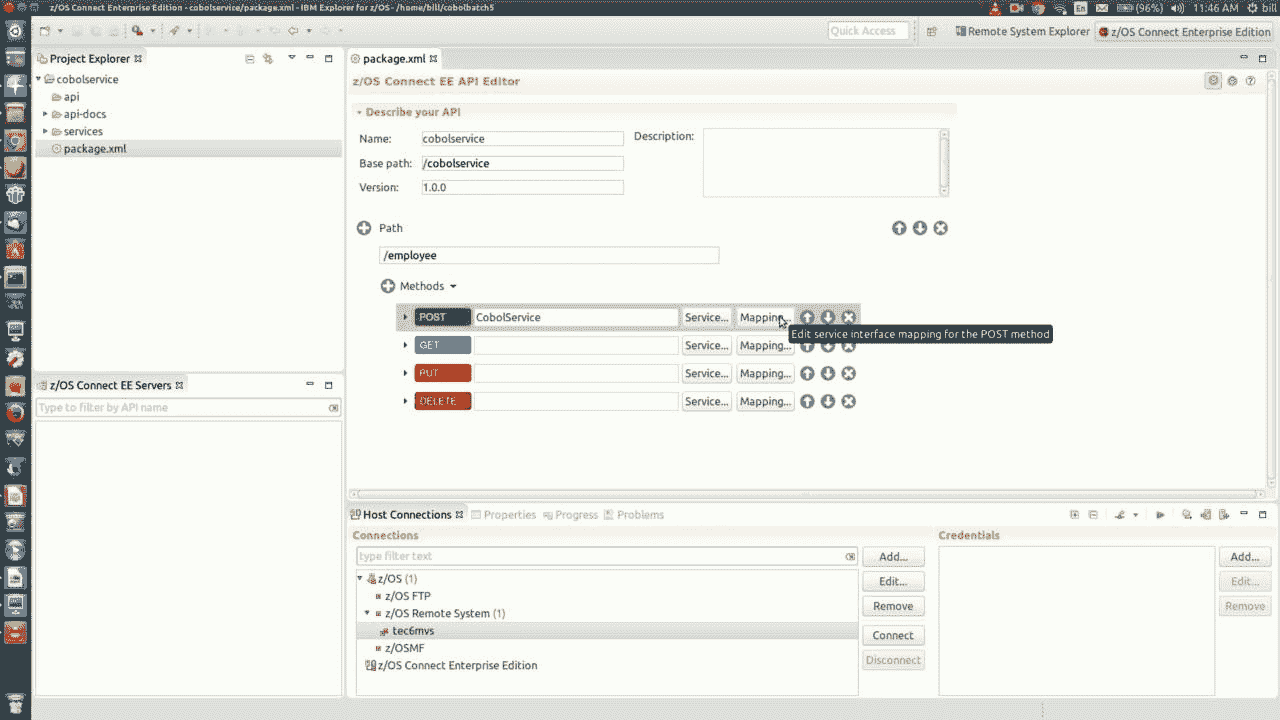 z/OS Connect Enterprise Edition - cobolservice/package.xml - IBM Explorer for z/OS - /home/bill/cobolbatch5
En (96%) 11:46 AM Bill
Quick Access Remote System Explorer z/OS Connect Enterprise Edition
Project Explorer
cobolservice
api
api-docs
services
package.xml
package.xml
z/OS Connect EE API Editor
Describe your API
Name: cobolservice Description:
Base path: /cobolservice
Version: 1.0.0
Path
/employee
Methods
POST CobolService Service... Mapping...
Edit service interface mapping for the POST method
GET Service... Mapping...
PUT Service... Mapping...
DELETE Service... Mapping...
z/OS Connect EE Servers
Type to filter by API name
Host Connections Properties Progress Problems
Connections Credentials
type filter text Add... Add...
z/OS (1) Edit... Edit...
z/OS FTP Remove Remove
z/OS Remote System (1)
tec6mvs Connect
z/OSMF Disconnect
z/OS Connect Enterprise Edition